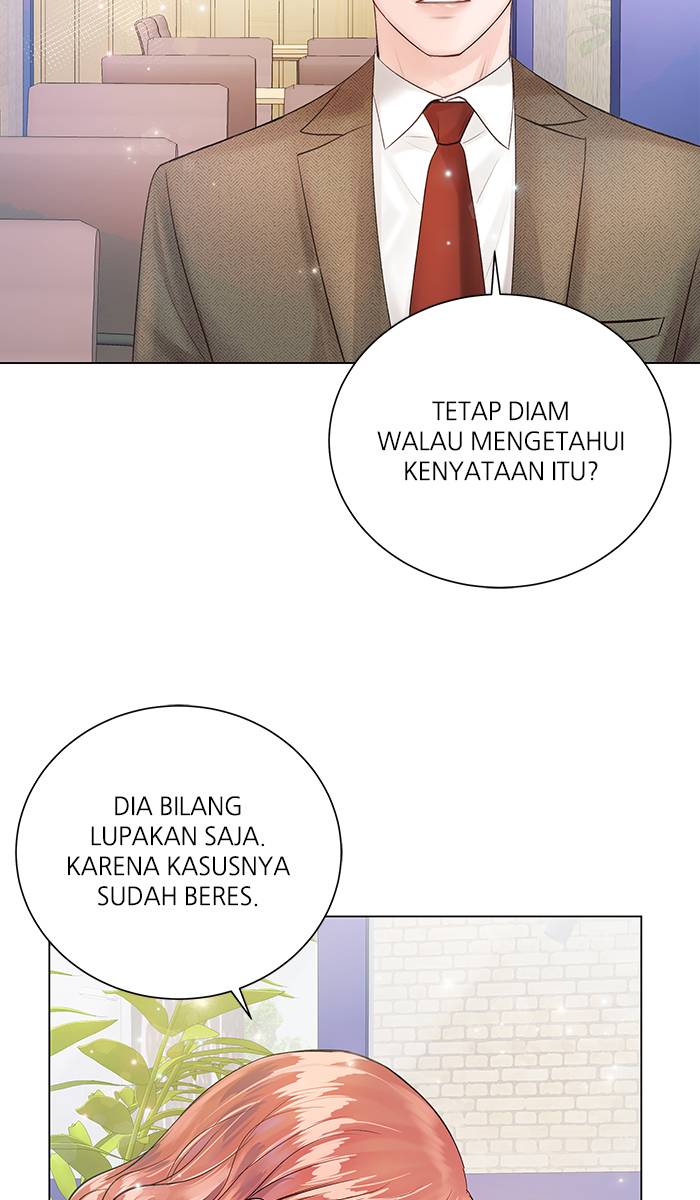 TETAP DIAM
WALAU MENGETAHUI
KENYATAAN ITU?
DIA BILANG
LUPAKAN SAJA.
KARENA KASUSNYA
SUDAH BERES.